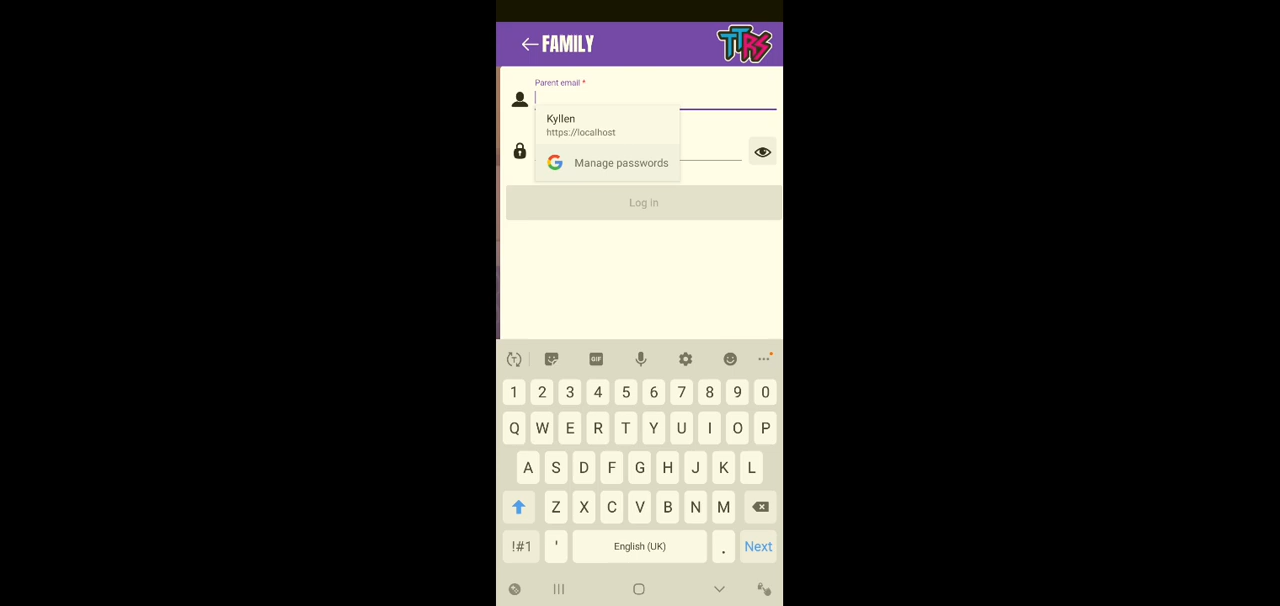 FAMILY
TTRS
Parent email *
Kyllen
https://localhost
Manage passwords
Log in
GIF
1 2 3 4 5 6 7 8 9 0
Q W E R T Y U I O P
A S D F G H J K L
Z X C V B N M
!#1 ' English (UK) . Next